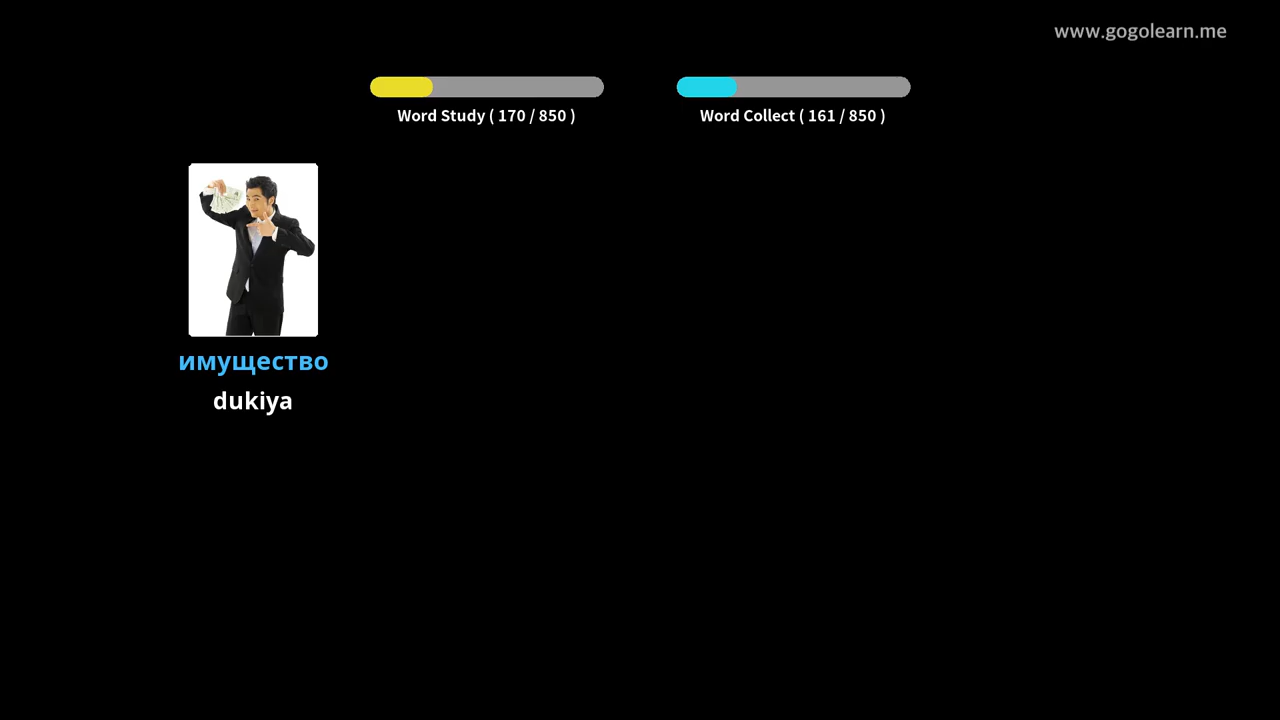 www.gogolearn.me
Word Study ( 170 / 850 )
Word Collect ( 161 / 850 )
имущество
dukiya